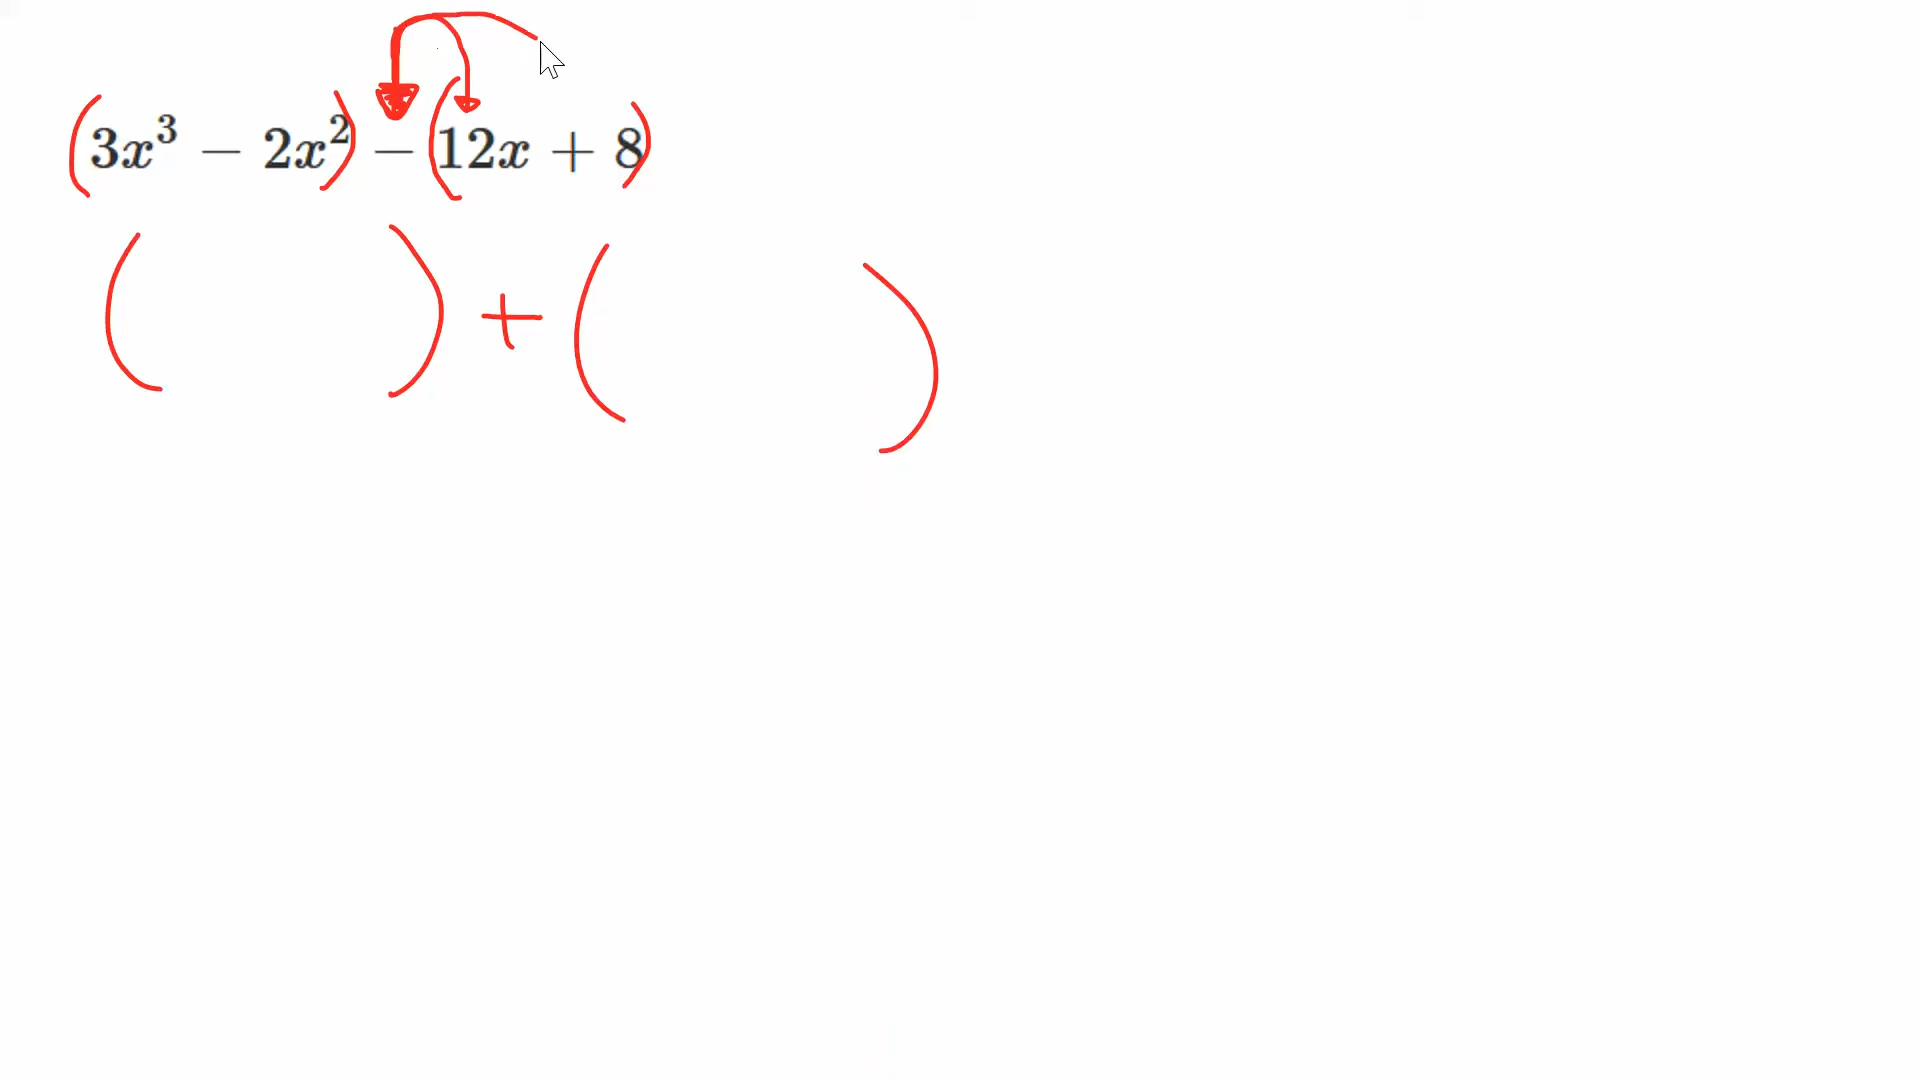 (3x³ − 2x²) − (12x + 8)
( ) + ( )